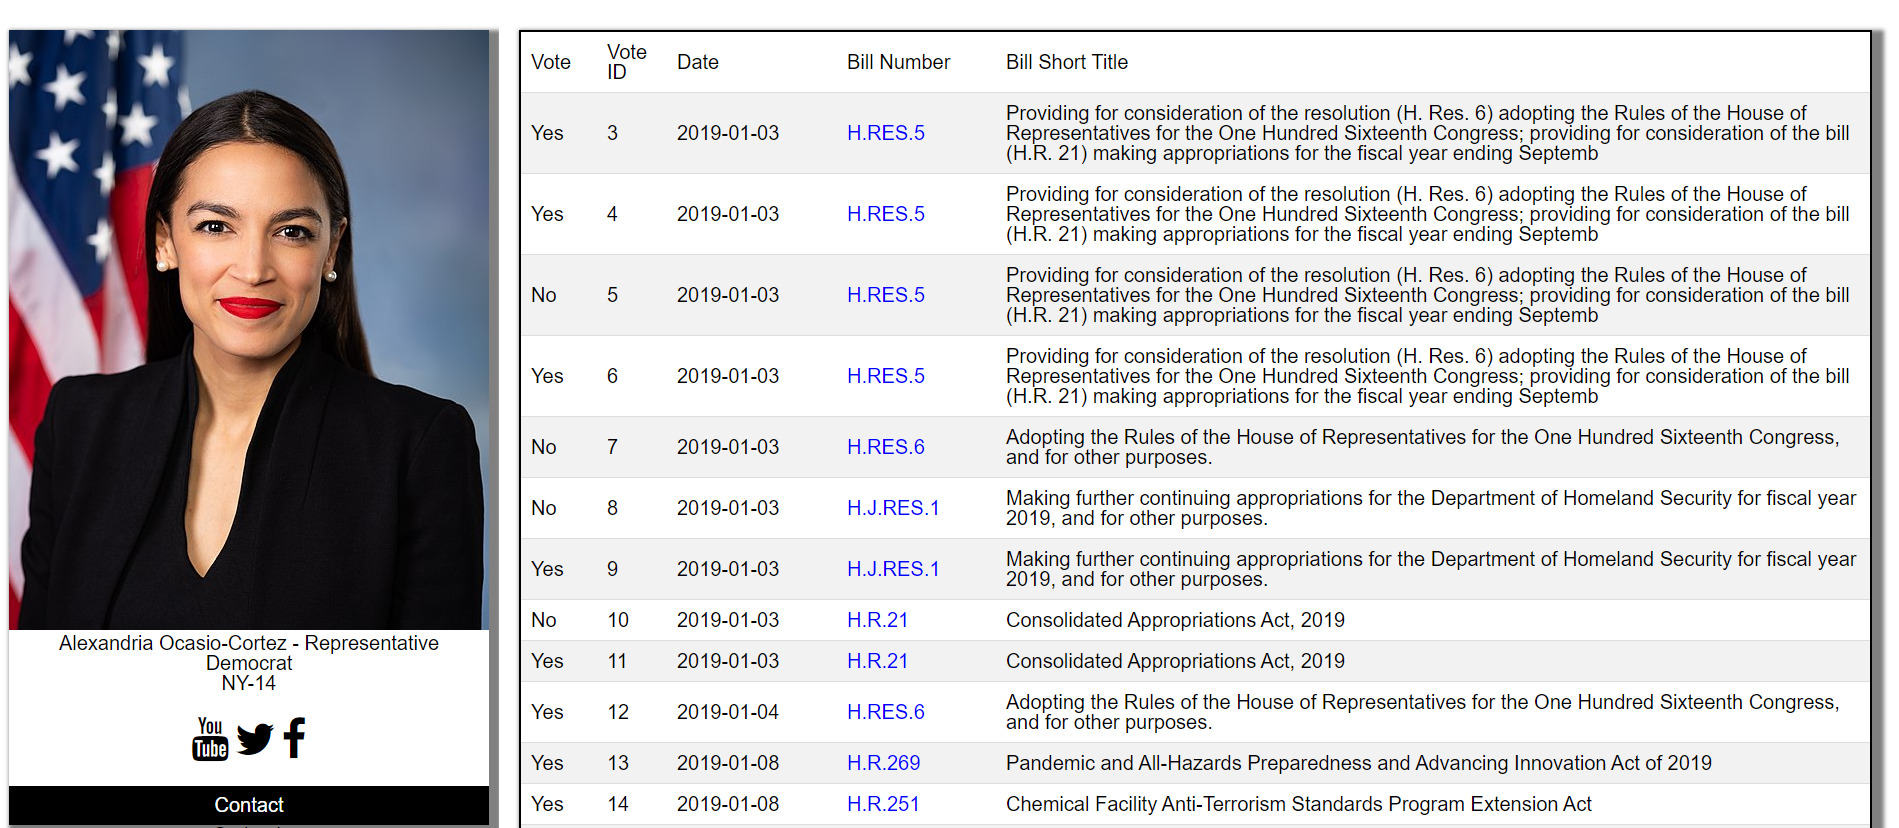 Alexandria Ocasio-Cortez - Representative
Democrat
NY-14
You
Tube
Contact
Vote Vote ID Date Bill Number Bill Short Title
Yes 3 2019-01-03 H.RES.5 Providing for consideration of the resolution (H. Res. 6) adopting the Rules of the House of
Representatives for the One Hundred Sixteenth Congress; providing for consideration of the bill
(H.R. 21) making appropriations for the fiscal year ending Septemb
Yes 4 2019-01-03 H.RES.5 Providing for consideration of the resolution (H. Res. 6) adopting the Rules of the House of
Representatives for the One Hundred Sixteenth Congress; providing for consideration of the bill
(H.R. 21) making appropriations for the fiscal year ending Septemb
No 5 2019-01-03 H.RES.5 Providing for consideration of the resolution (H. Res. 6) adopting the Rules of the House of
Representatives for the One Hundred Sixteenth Congress; providing for consideration of the bill
(H.R. 21) making appropriations for the fiscal year ending Septemb
Yes 6 2019-01-03 H.RES.5 Providing for consideration of the resolution (H. Res. 6) adopting the Rules of the House of
Representatives for the One Hundred Sixteenth Congress; providing for consideration of the bill
(H.R. 21) making appropriations for the fiscal year ending Septemb
No 7 2019-01-03 H.RES.6 Adopting the Rules of the House of Representatives for the One Hundred Sixteenth Congress,
and for other purposes.
No 8 2019-01-03 H.J.RES.1 Making further continuing appropriations for the Department of Homeland Security for fiscal year
2019, and for other purposes.
Yes 9 2019-01-03 H.J.RES.1 Making further continuing appropriations for the Department of Homeland Security for fiscal year
2019, and for other purposes.
No 10 2019-01-03 H.R.21 Consolidated Appropriations Act, 2019
Yes 11 2019-01-03 H.R.21 Consolidated Appropriations Act, 2019
Yes 12 2019-01-04 H.RES.6 Adopting the Rules of the House of Representatives for the One Hundred Sixteenth Congress,
and for other purposes.
Yes 13 2019-01-08 H.R.269 Pandemic and All-Hazards Preparedness and Advancing Innovation Act of 2019
Yes 14 2019-01-08 H.R.251 Chemical Facility Anti-Terrorism Standards Program Extension Act